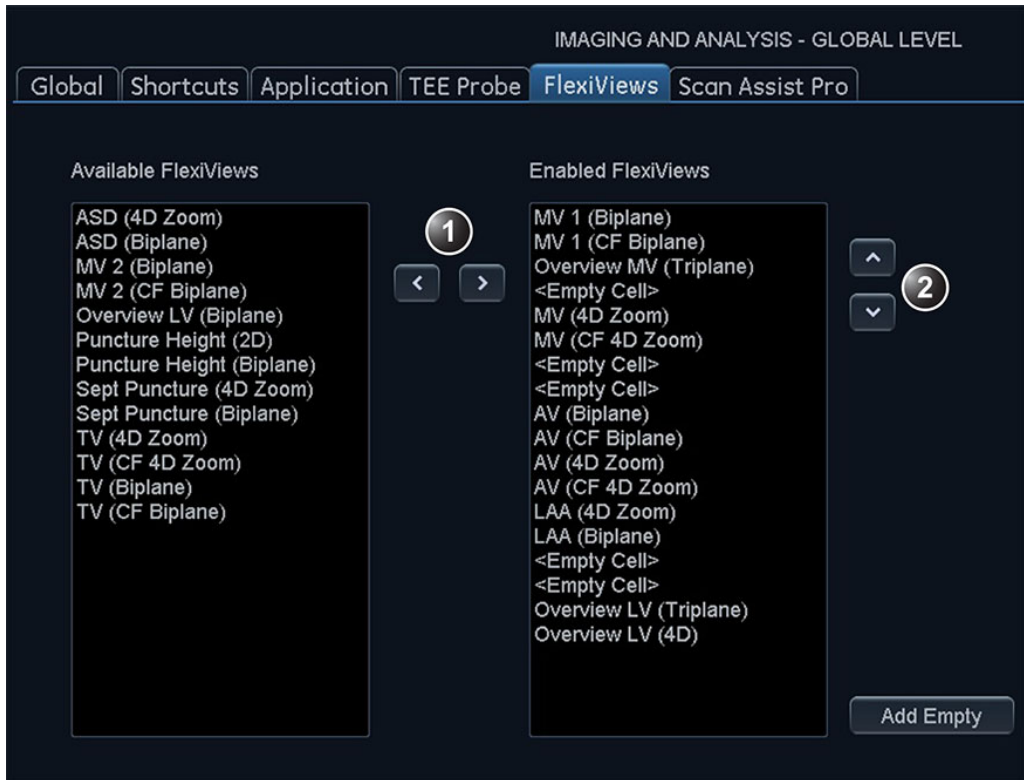 IMAGING AND ANALYSIS - GLOBAL LEVEL
Global Shortcuts Application TEE Probe FlexiViews Scan Assist Pro
Available FlexiViews
ASD (4D Zoom)
ASD (Biplane)
MV 2 (Biplane)
MV 2 (CF Biplane)
Overview LV (Biplane)
Puncture Height (2D)
Puncture Height (Biplane)
Sept Puncture (4D Zoom)
Sept Puncture (Biplane)
TV (4D Zoom)
TV (CF 4D Zoom)
TV (Biplane)
TV (CF Biplane)
1
< >
Enabled FlexiViews
MV 1 (Biplane)
MV 1 (CF Biplane)
Overview MV (Triplane)
<Empty Cell>
MV (4D Zoom)
MV (CF 4D Zoom)
<Empty Cell>
<Empty Cell>
AV (Biplane)
AV (CF Biplane)
AV (4D Zoom)
AV (CF 4D Zoom)
LAA (4D Zoom)
LAA (Biplane)
<Empty Cell>
<Empty Cell>
Overview LV (Triplane)
Overview LV (4D)
2
Add Empty